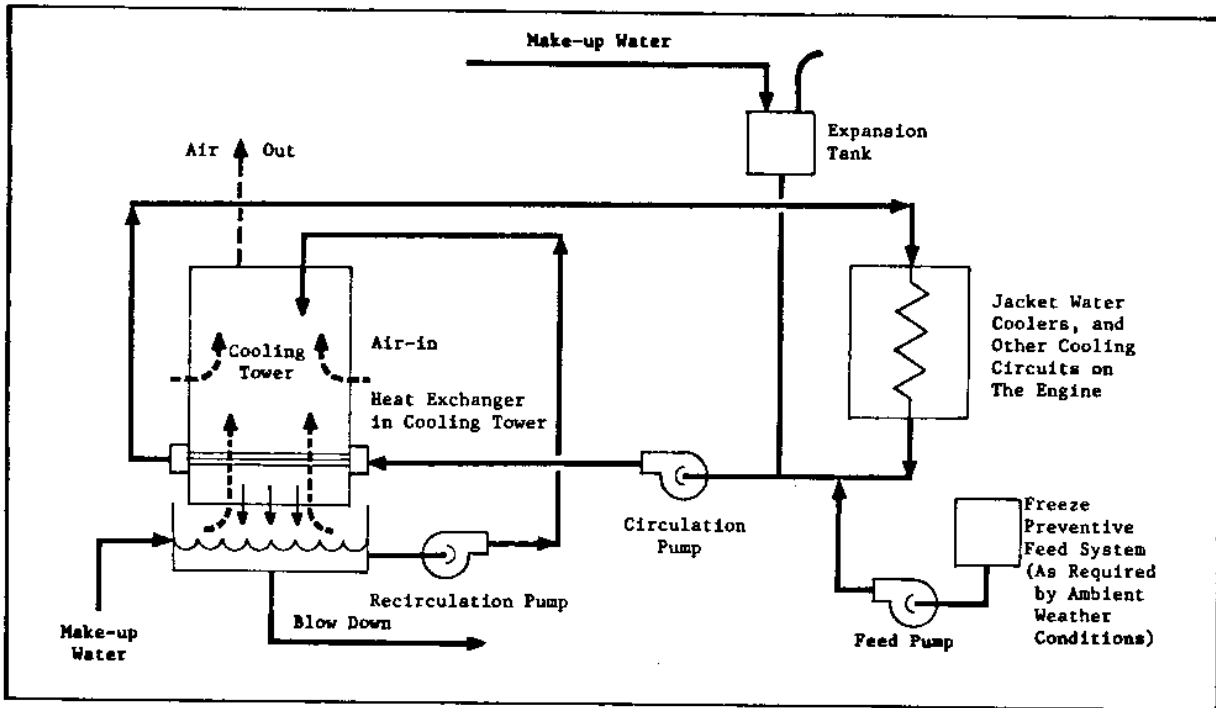 Make-up Water
Expansion
Tank
Air Out
Jacket Water
Coolers, and
Other Cooling
Circuits on
The Engine
Cooling
Tower
Air-in
Heat Exchanger
in Cooling Tower
Circulation
Pump
Freeze
Preventive
Feed System
(As Required
by Ambient
Weather
Conditions)
Recirculation Pump
Feed Pump
Blow Down
Make-up
Water